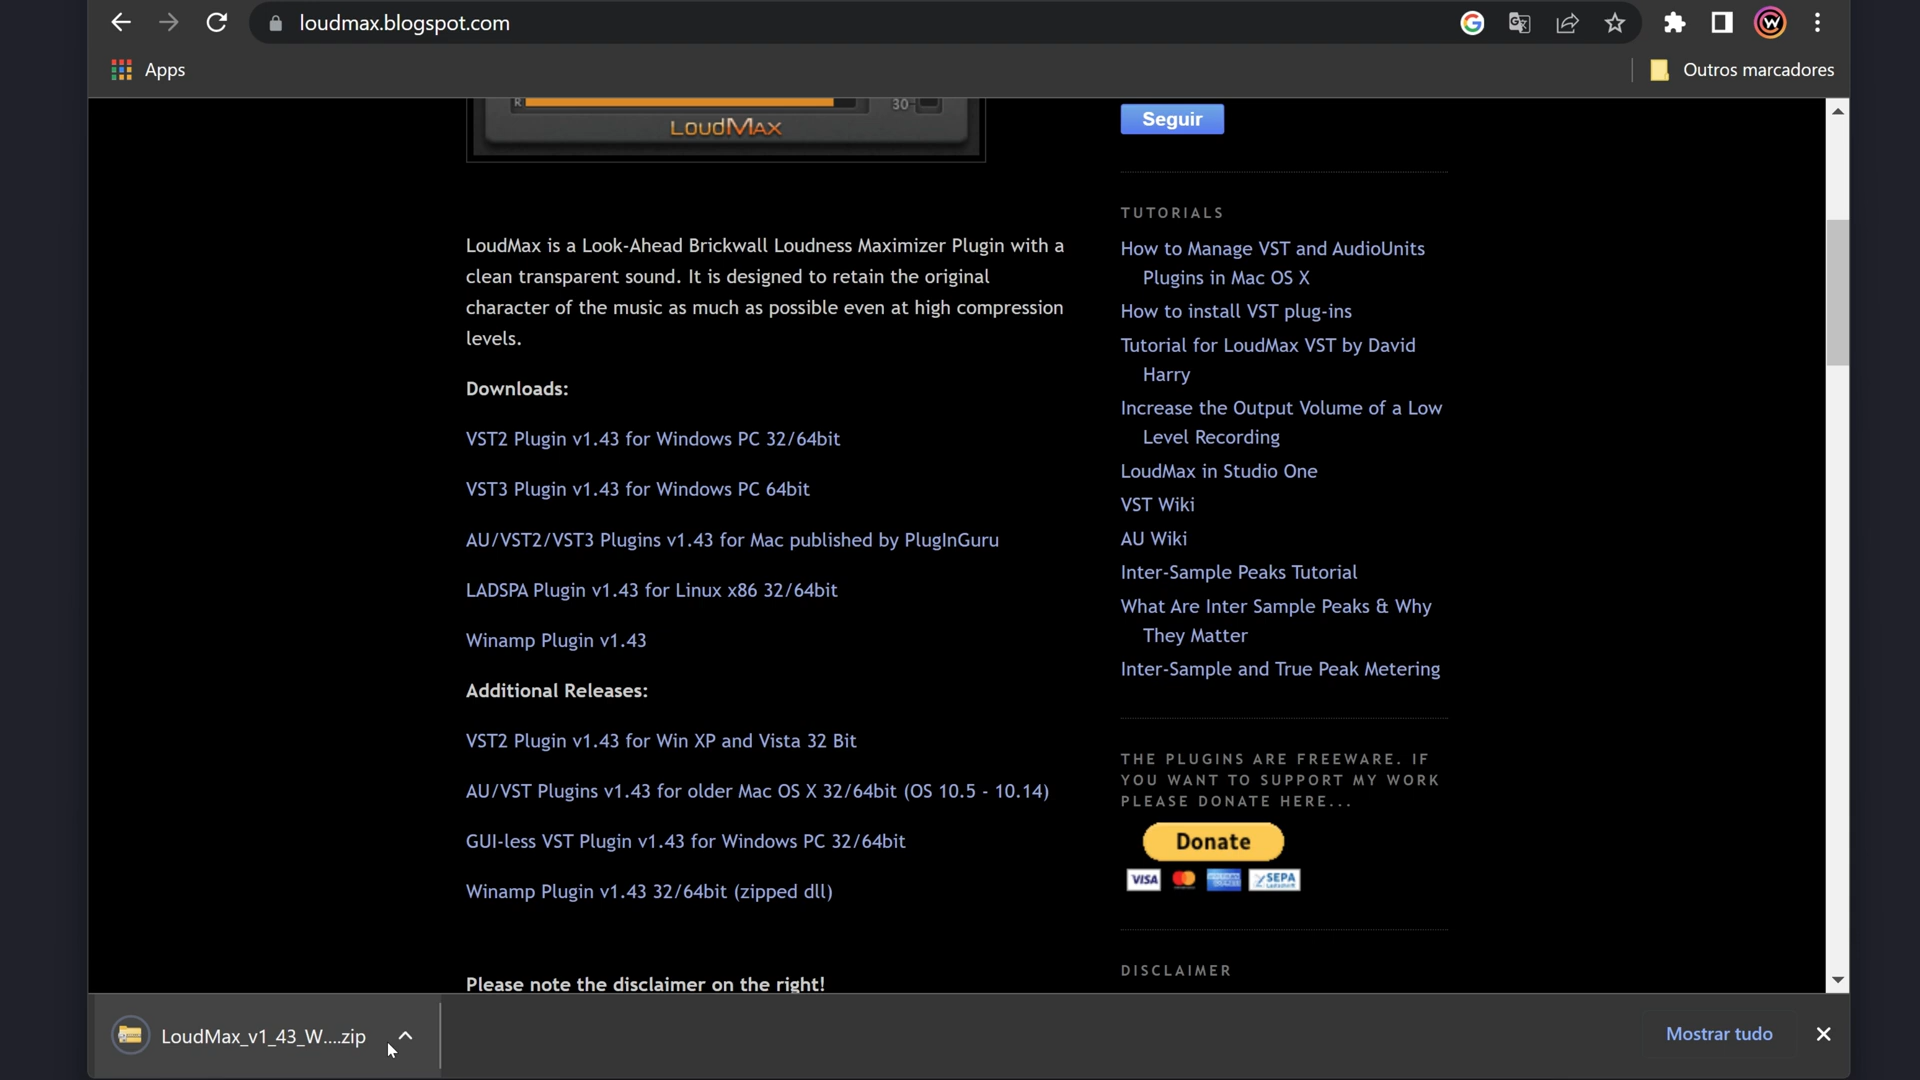 loudmax.blogspot.com
Apps
Outros marcadores
R
30
LOUDMAX
Seguir
LoudMax is a Look-Ahead Brickwall Loudness Maximizer Plugin with a
clean transparent sound. It is designed to retain the original
character of the music as much as possible even at high compression
levels.
Downloads:
VST2 Plugin v1.43 for Windows PC 32/64bit
VST3 Plugin v1.43 for Windows PC 64bit
AU/VST2/VST3 Plugins v1.43 for Mac published by PlugInGuru
LADSPA Plugin v1.43 for Linux x86 32/64bit
Winamp Plugin v1.43
Additional Releases:
VST2 Plugin v1.43 for Win XP and Vista 32 Bit
AU/VST Plugins v1.43 for older Mac OS X 32/64bit (OS 10.5 - 10.14)
GUI-less VST Plugin v1.43 for Windows PC 32/64bit
Winamp Plugin v1.43 32/64bit (zipped dll)
Please note the disclaimer on the right!
TUTORIALS
How to Manage VST and AudioUnits
Plugins in Mac OS X
How to install VST plug-ins
Tutorial for LoudMax VST by David
Harry
Increase the Output Volume of a Low
Level Recording
LoudMax in Studio One
VST Wiki
AU Wiki
Inter-Sample Peaks Tutorial
What Are Inter Sample Peaks & Why
They Matter
Inter-Sample and True Peak Metering
THE PLUGINS ARE FREEWARE. IF
YOU WANT TO SUPPORT MY WORK
PLEASE DONATE HERE...
Donate
VISA
SEPA
DISCLAIMER
LoudMax_v1_43_W....zip
Mostrar tudo